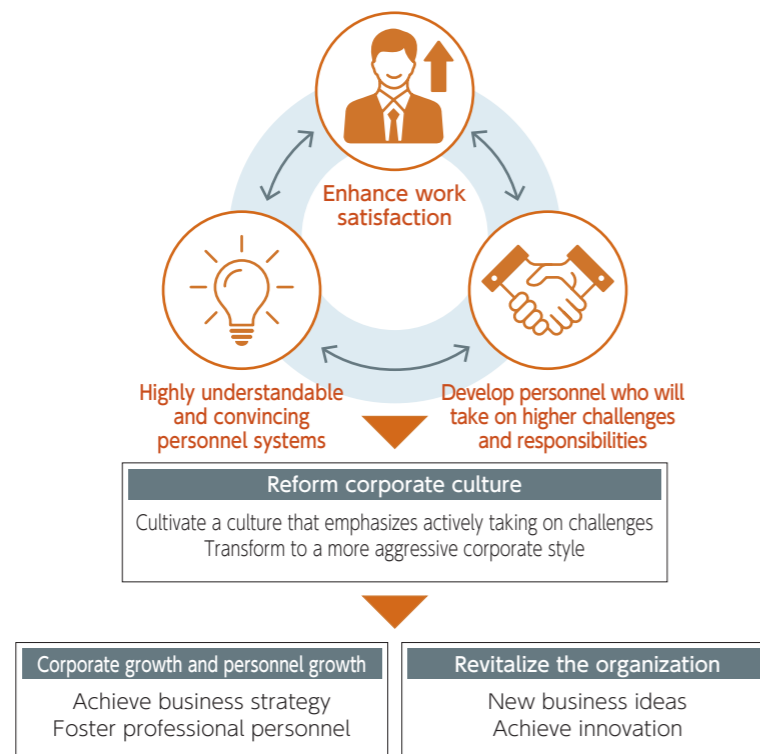 Enhance work
satisfaction
Highly understandable
and convincing
personnel systems
Develop personnel who will
take on higher challenges
and responsibilities
Reform corporate culture
Cultivate a culture that emphasizes actively taking on challenges
Transform to a more aggressive corporate style
Corporate growth and personnel growth
Achieve business strategy
Foster professional personnel
Revitalize the organization
New business ideas
Achieve innovation